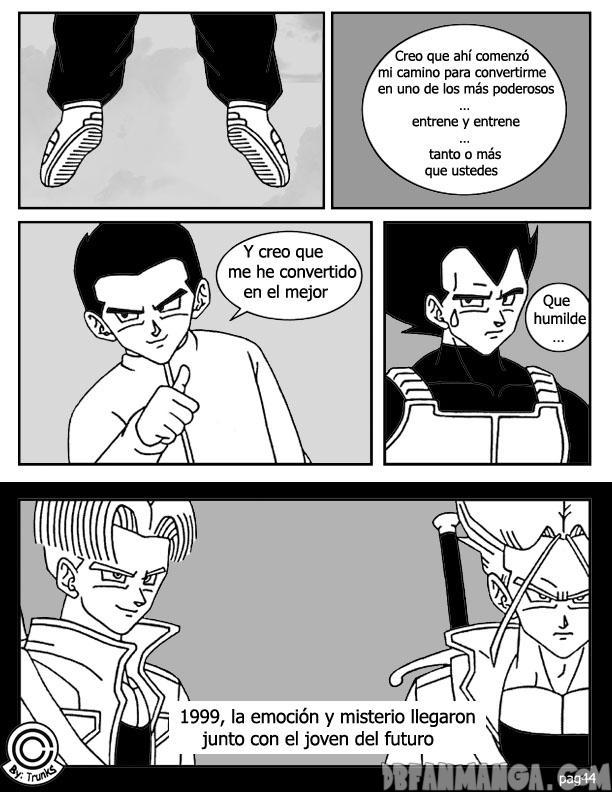 Creo que ahí comenzó
mi camino para convertirme
en uno de los más poderosos
...
entrene y entrene
...
tanto o más
que ustedes
Y creo que
me he convertido
en el mejor
Que
humilde
...
1999, la emoción y misterio llegaron
junto con el joven del futuro
By: Trunks
pag44
DBFANMANGA.COM